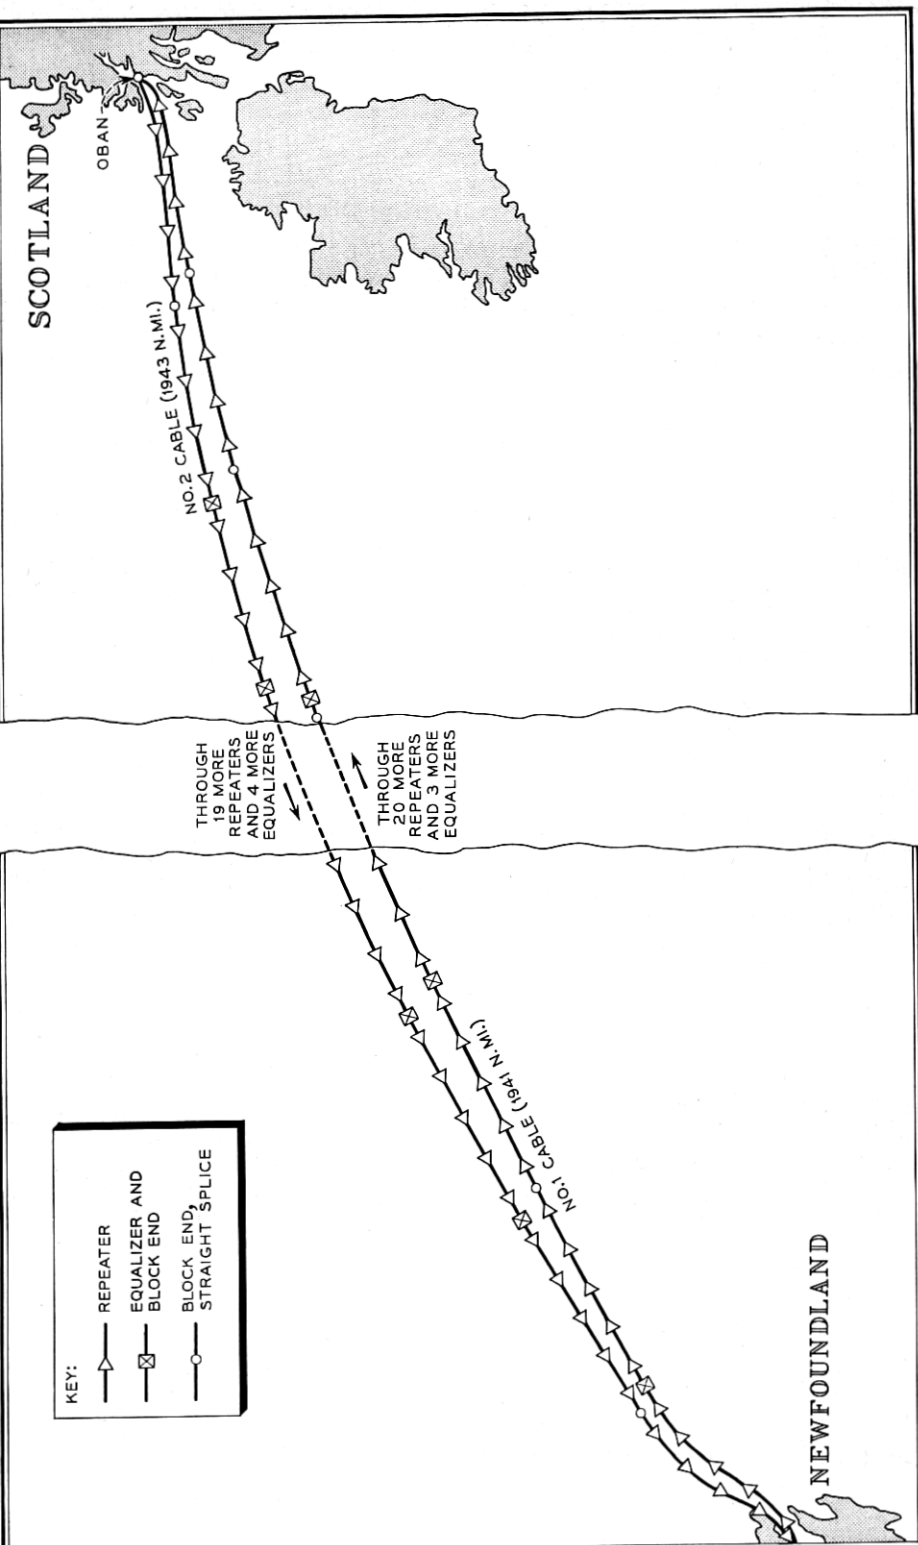 SCOTLAND
OBAN
NO.2 CABLE (1943 N.MI.)
THROUGH
19 MORE
REPEATERS
AND 4 MORE
EQUALIZERS
THROUGH
20 MORE
REPEATERS
AND 3 MORE
EQUALIZERS
NO.1 CABLE (1941 N.MI.)
KEY:
REPEATER
EQUALIZER AND
BLOCK END
BLOCK END,
STRAIGHT SPLICE
NEWFOUNDLAND